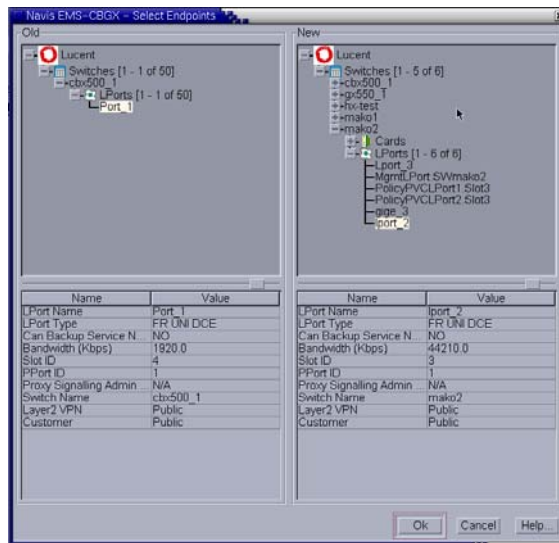 Navis EMS-CBGX - Select Endpoints
Old
Lucent
Switches [1 - 1 of 50]
cbx500_1
LPorts [1 - 1 of 50]
Port_1
Name Value
LPort Name Port_1
LPort Type FR UNI DCE
Can Backup Service N... NO
Bandwidth (Kbps) 1920.0
Slot ID 4
PPort ID 1
Proxy Signalling Admin ... N/A
Switch Name cbx500_1
Layer2 VPN Public
Customer Public
New
Lucent
Switches [1 - 5 of 6]
cbx500_1
gx550_1
hx-test
mako1
mako2
Cards
LPorts [1 - 6 of 6]
Lport_3
MgmtLPort.SWmako2
PolicyPVCLPort1.Slot3
PolicyPVCLPort2.Slot3
gige_3
lport_2
Name Value
LPort Name lport_2
LPort Type FR UNI DCE
Can Backup Service N... NO
Bandwidth (Kbps) 44210.0
Slot ID 3
PPort ID 1
Proxy Signalling Admin ... N/A
Switch Name mako2
Layer2 VPN Public
Customer Public
Ok Cancel Help...